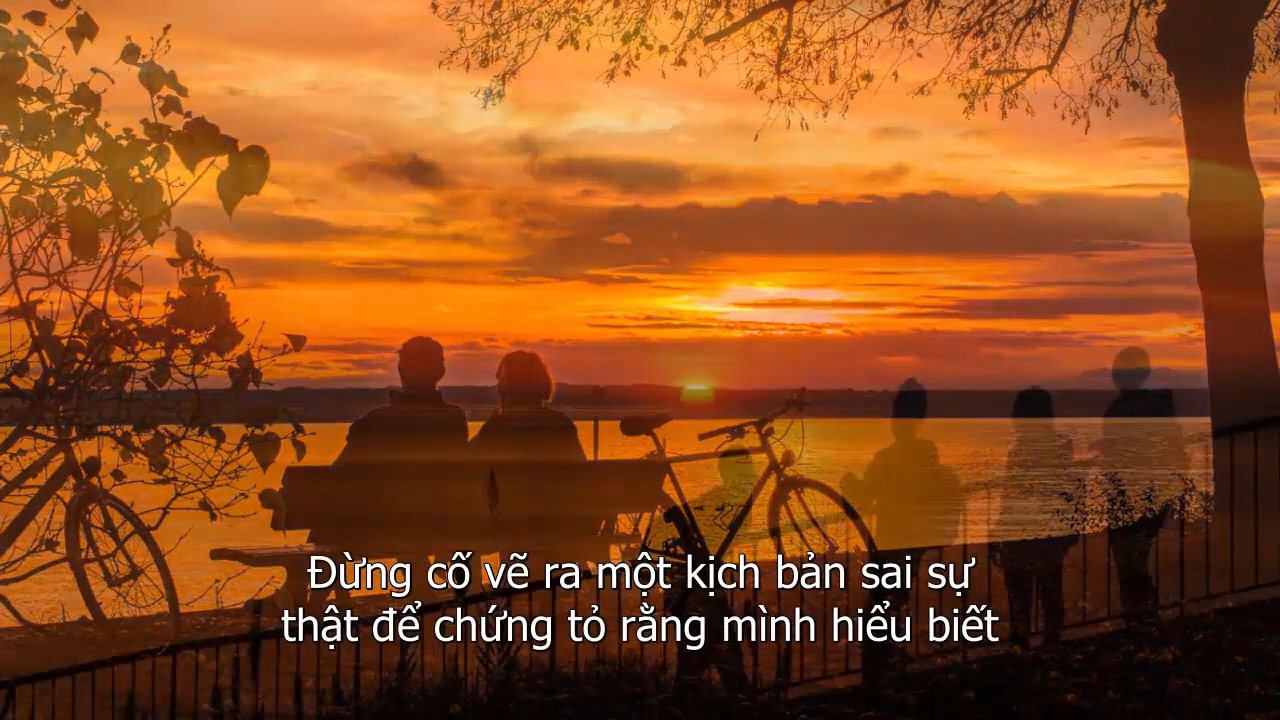 Đừng cố vẽ ra một kịch bản sai sự
thật để chứng tỏ rằng mình hiểu biết